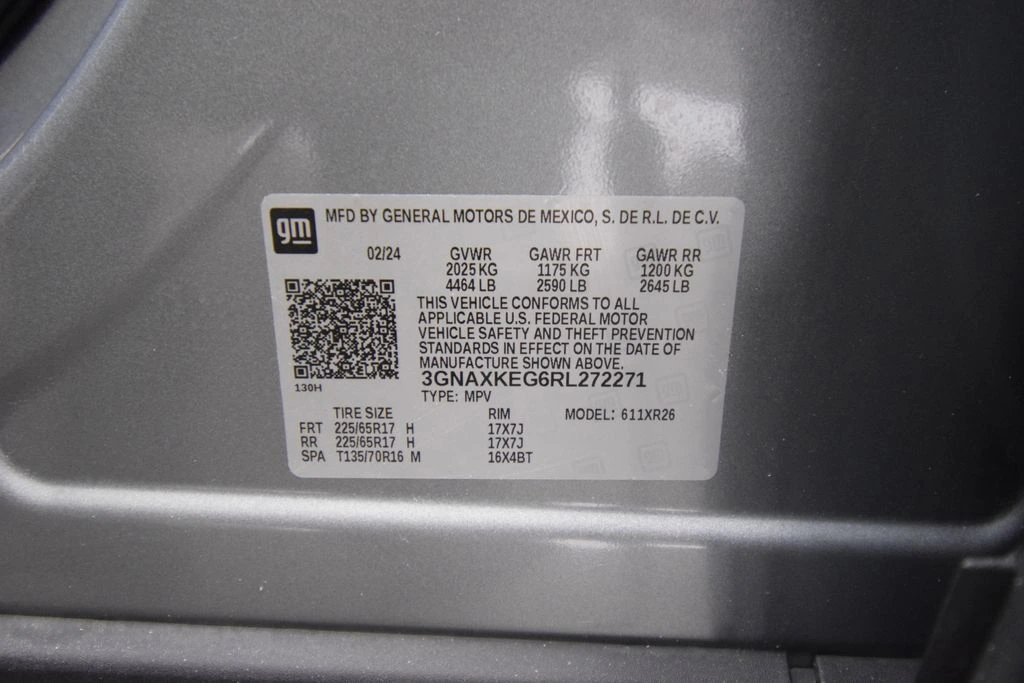 gm
MFD BY GENERAL MOTORS DE MEXICO, S. DE R.L. DE C.V.
02/24 GVWR GAWR FRT GAWR RR
2025 KG 1175 KG 1200 KG
4464 LB 2590 LB 2645 LB
THIS VEHICLE CONFORMS TO ALL
APPLICABLE U.S. FEDERAL MOTOR
VEHICLE SAFETY AND THEFT PREVENTION
STANDARDS IN EFFECT ON THE DATE OF
MANUFACTURE SHOWN ABOVE.
130H
3GNAXKEG6RL272271
TYPE: MPV
TIRE SIZE RIM MODEL: 611XR26
FRT 225/65R17 H 17X7J
RR 225/65R17 H 17X7J
SPA T135/70R16 M 16X4BT